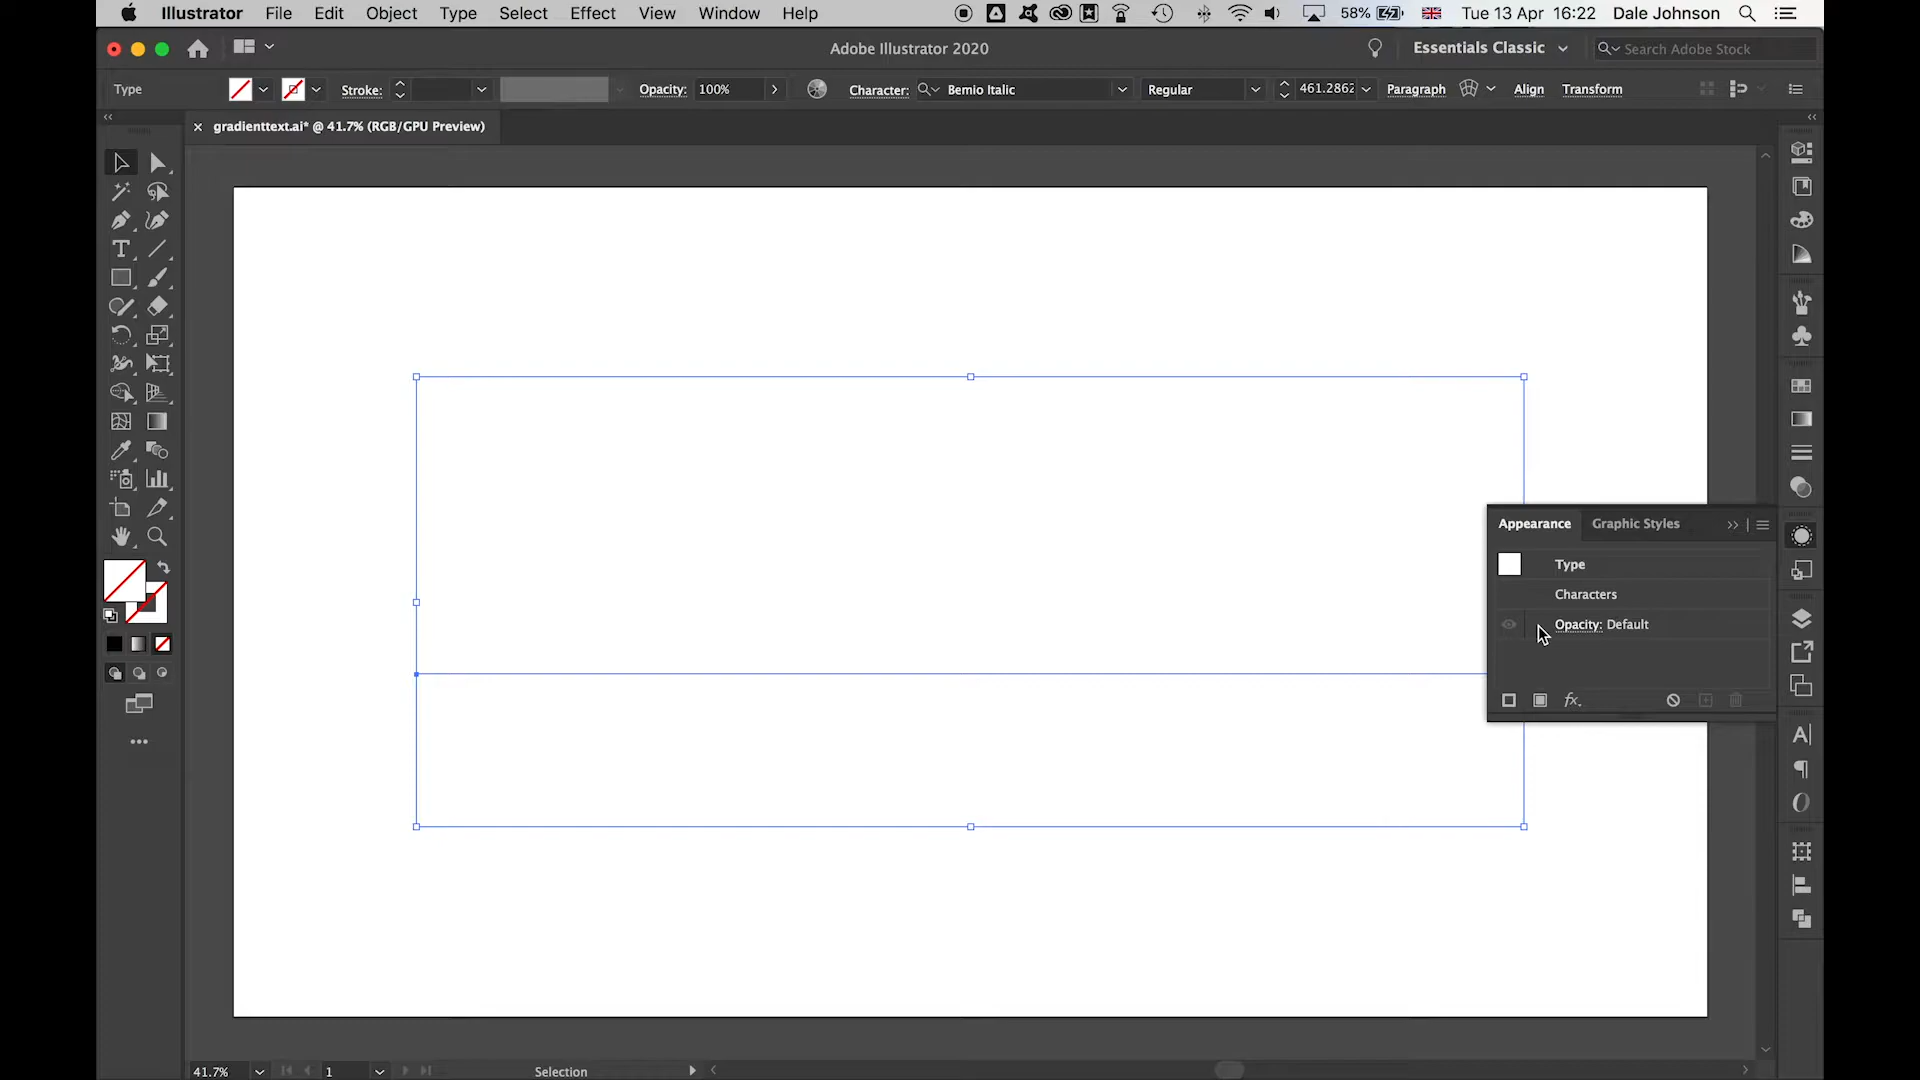 Illustrator File Edit Object Type Select Effect View Window Help 58% Tue 13 Apr 16:22 Dale Johnson
Adobe Illustrator 2020 Essentials Classic Search Adobe Stock
Type Stroke: Opacity: 100% Character: Bemio Italic Regular 461.2862 Paragraph Align Transform
gradienttext.ai* @ 41.7% (RGB/GPU Preview)
Appearance Graphic Styles
Type
Characters
Opacity: Default
fx.
41.7% 1 Selection